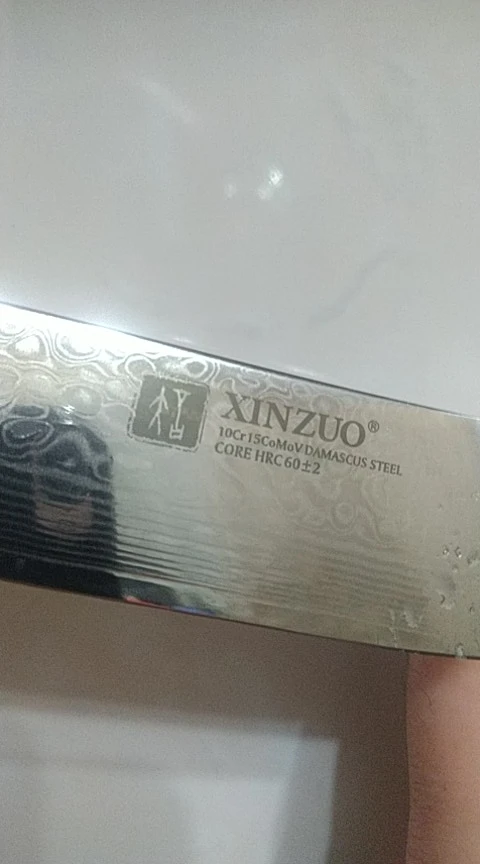 XINZUO®
10Cr15CoMoV DAMASCUS STEEL
CORE HRC 60±2